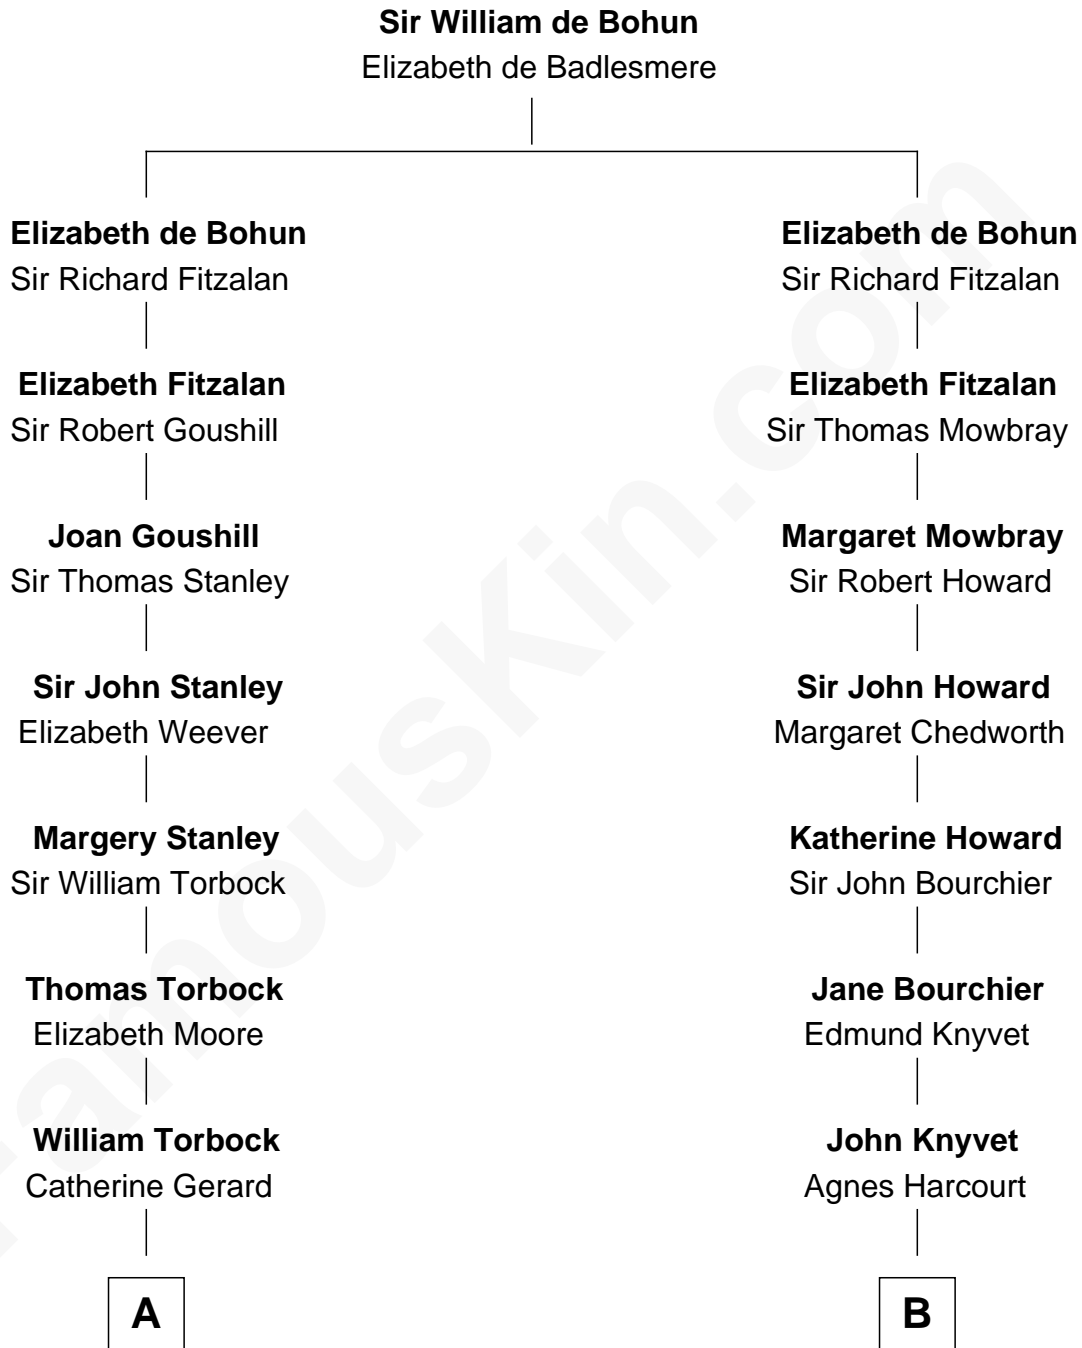 Sir William de Bohun
Elizabeth de Badlesmere
Elizabeth de Bohun
Sir Richard Fitzalan
Elizabeth Fitzalan
Sir Robert Goushill
Joan Goushill
Sir Thomas Stanley
Sir John Stanley
Elizabeth Weever
Margery Stanley
Sir William Torbock
Thomas Torbock
Elizabeth Moore
William Torbock
Catherine Gerard
A
Elizabeth de Bohun
Sir Richard Fitzalan
Elizabeth Fitzalan
Sir Thomas Mowbray
Margaret Mowbray
Sir Robert Howard
Sir John Howard
Margaret Chedworth
Katherine Howard
Sir John Bourchier
Jane Bourchier
Edmund Knyvet
John Knyvet
Agnes Harcourt
B
FamousKin.com